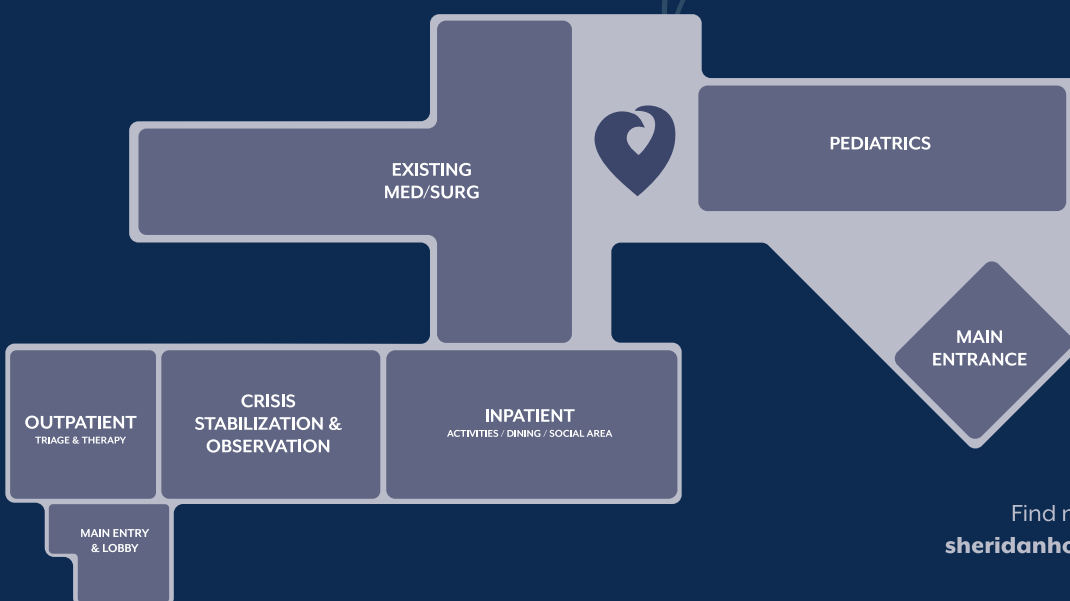 EXISTING
MED/SURG
PEDIATRICS
MAIN
ENTRANCE
OUTPATIENT
TRIAGE & THERAPY
CRISIS
STABILIZATION &
OBSERVATION
INPATIENT
ACTIVITIES / DINING / SOCIAL AREA
MAIN ENTRY
& LOBBY
Find